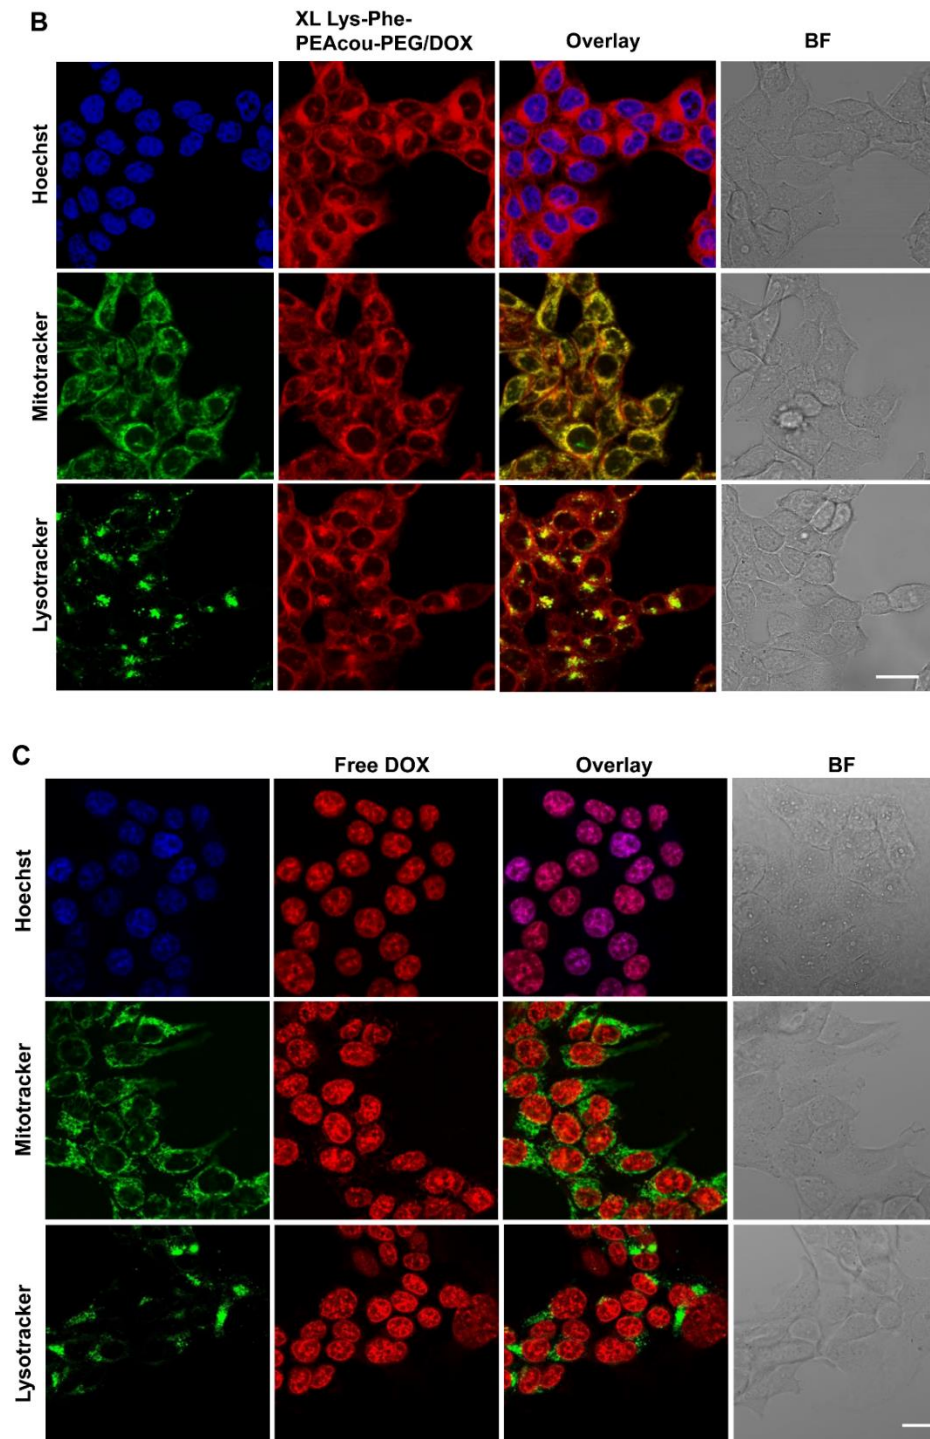 B
XL Lys-Phe-
PEAcou-PEG/DOX
Overlay
BF
Hoechst
Mitotracker
Lysotracker
C
Free DOX
Overlay
BF
Hoechst
Mitotracker
Lysotracker